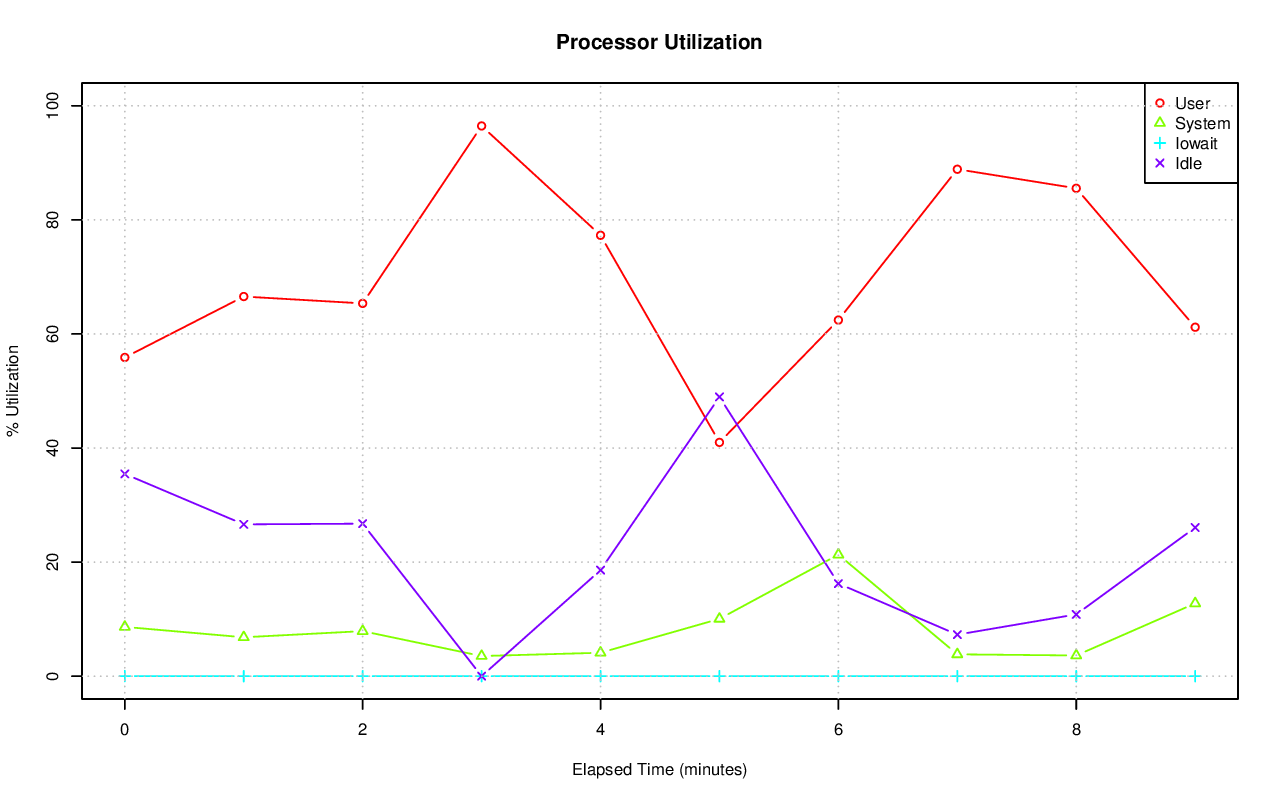 Processor Utilization
% Utilization
100
80
60
40
20
0
User
System
Iowait
Idle
0 2 4 6 8
Elapsed Time (minutes)